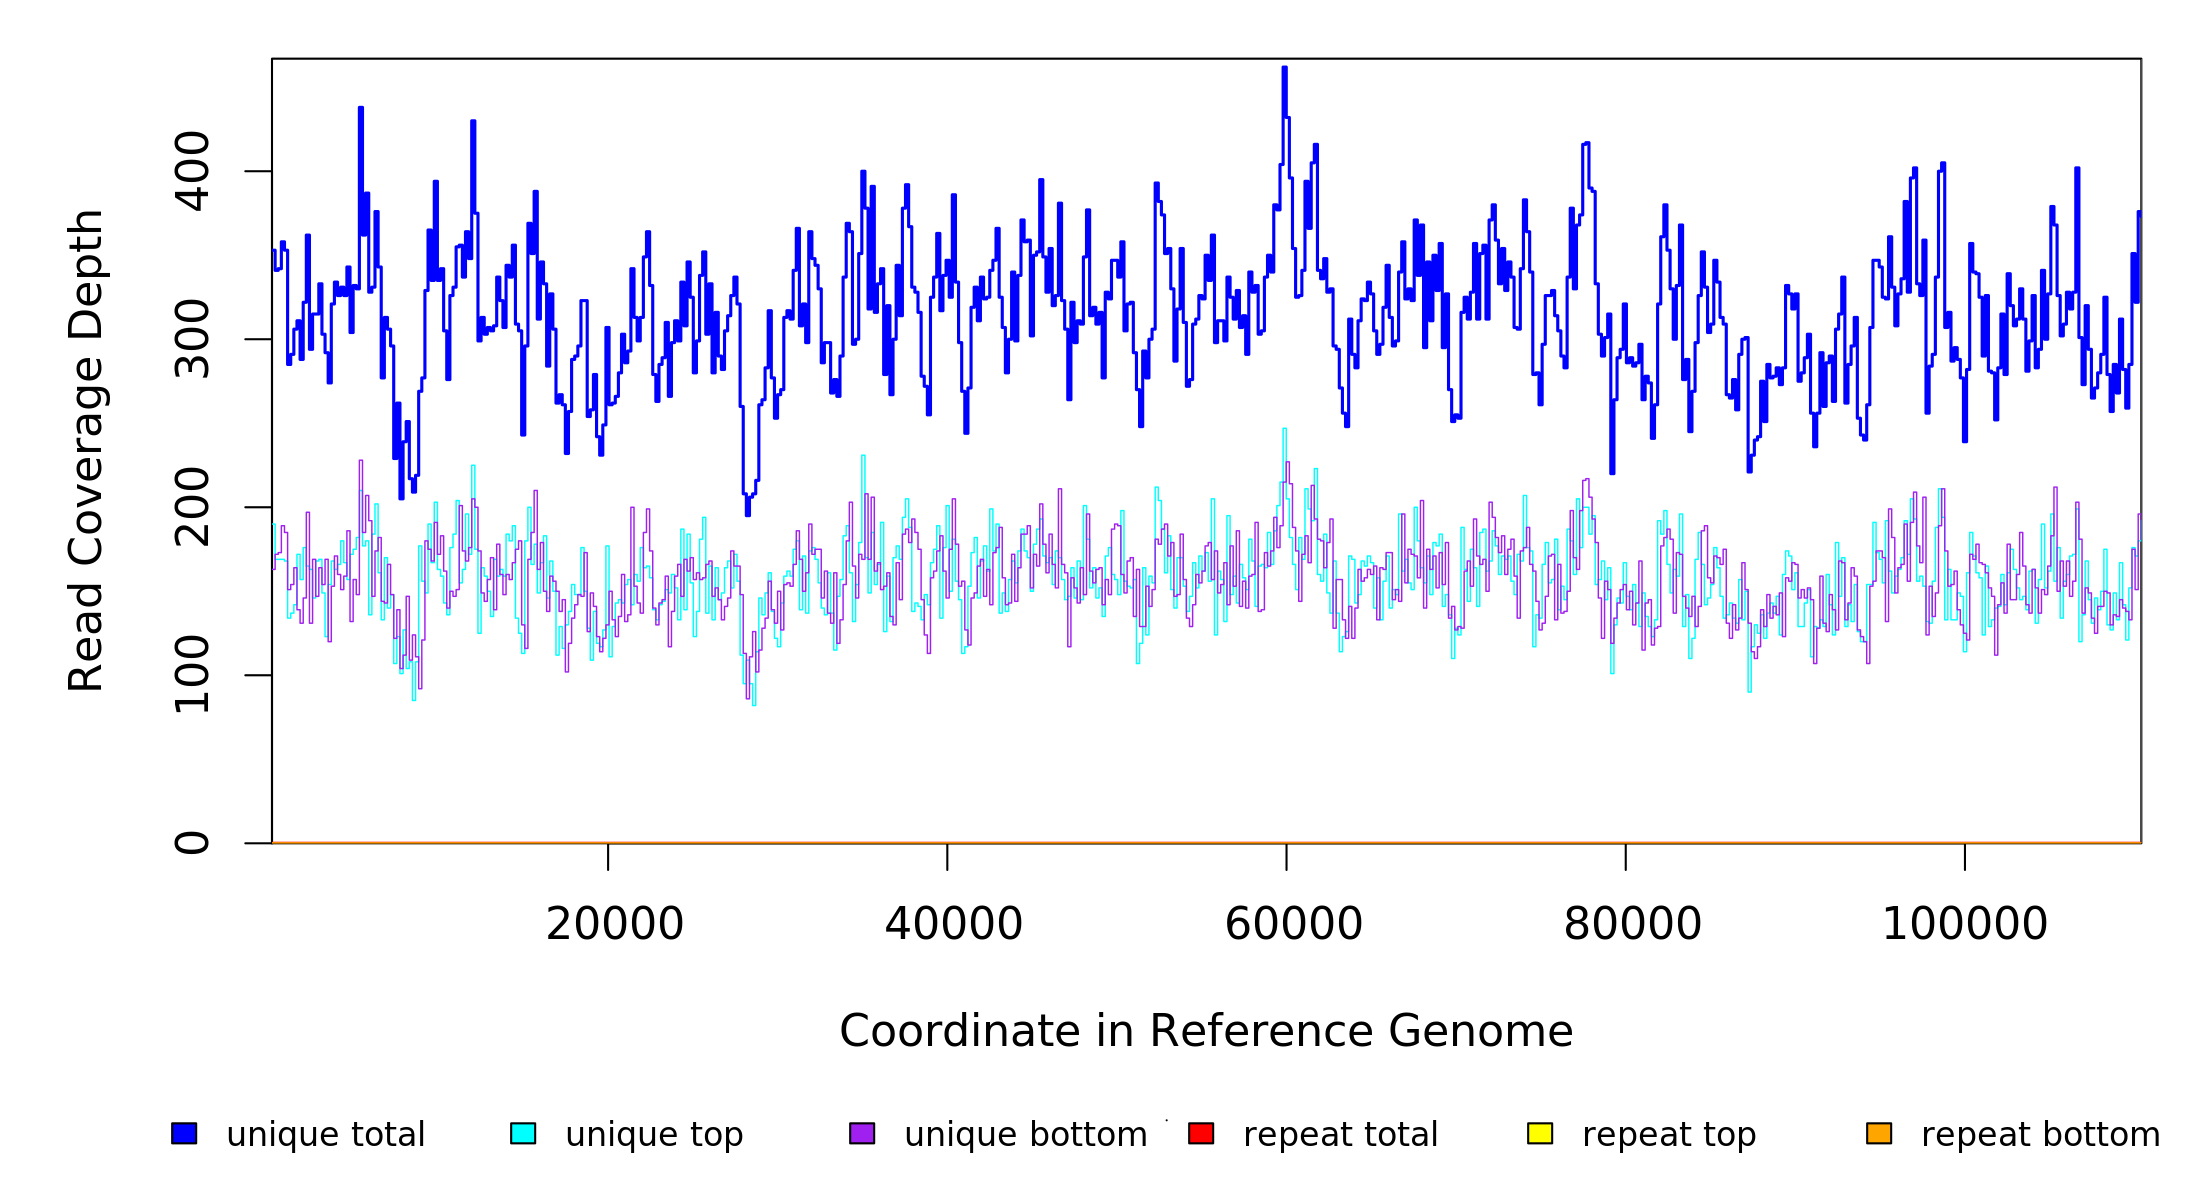 Read Coverage Depth
400
300
200
100
0
20000 40000 60000 80000 100000
Coordinate in Reference Genome
unique total unique top unique bottom repeat total repeat top repeat bottom